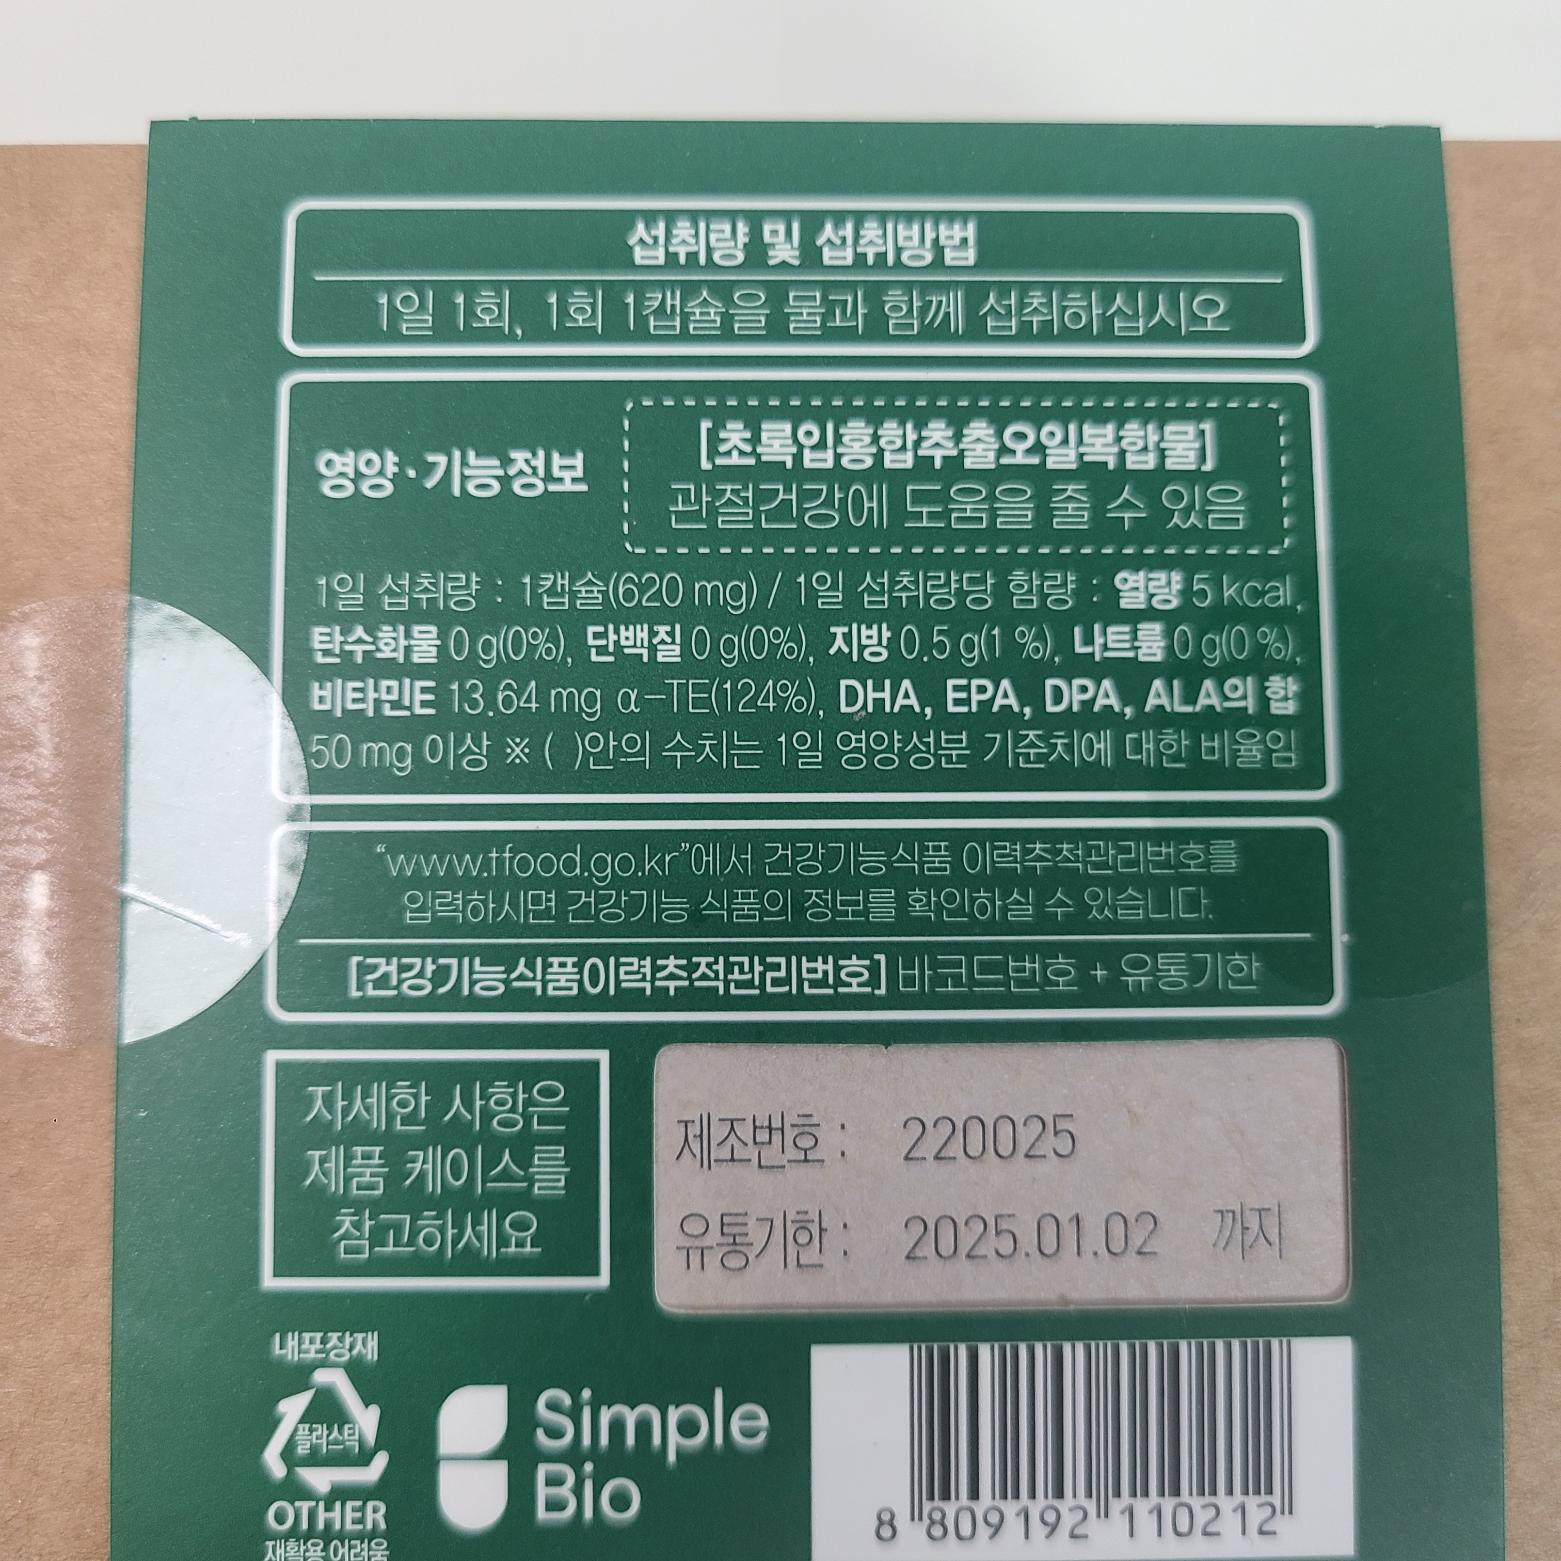 섭취량 및 섭취방법
1일 1회, 1회 1캡슐을 물과 함께 섭취하십시오
영양·기능정보
[초록입홍합추출오일복합물]
관절건강에 도움을 줄 수 있음
1일 섭취량 : 1캡슐(620 mg) / 1일 섭취량당 함량 : 열량 5 kcal,
탄수화물 0 g(0%), 단백질 0 g(0%), 지방 0.5 g(1 %), 나트륨 0 g(0 %),
비타민E 13.64 mg α-TE(124%), DHA, EPA, DPA, ALA의 합
50 mg 이상 ※ ( )안의 수치는 1일 영양성분 기준치에 대한 비율임
“www.tfood.go.kr”에서 건강기능식품 이력추적관리번호를
입력하시면 건강기능 식품의 정보를 확인하실 수 있습니다.
[건강기능식품이력추적관리번호] 바코드번호 + 유통기한
자세한 사항은
제품 케이스를
참고하세요
제조번호 : 220025
유통기한 : 2025.01.02 까지
내포장재
플라스틱
OTHER
재활용 어려움
Simple
Bio
8 809192 110212